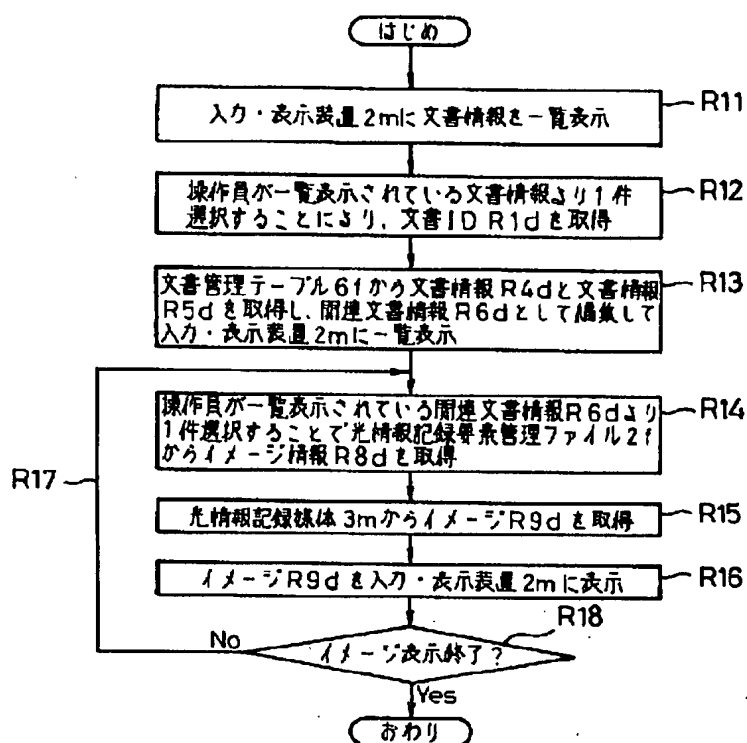 はじめ
入力・表示装置2mに文書情報を一覧表示
R11
操作員が一覧表示されている文書情報より1件
選択することにより、文書ID R1dを取得
R12
文書管理テーブル6fから文書情報R4dと文書情報
R5dを取得し、関連文書情報R6dとして編集して
入力・表示装置2mに一覧表示
R13
操作員が一覧表示されている関連文書情報R6dより
1件選択することで光情報記録要素管理ファイル2f
からイメージ情報R8dを取得
R14
R17
光情報記録媒体3mからイメージR9dを取得
R15
イメージR9dを入力・表示装置2mに表示
R16
R18
No
イメージ表示終了?
Yes
おわり